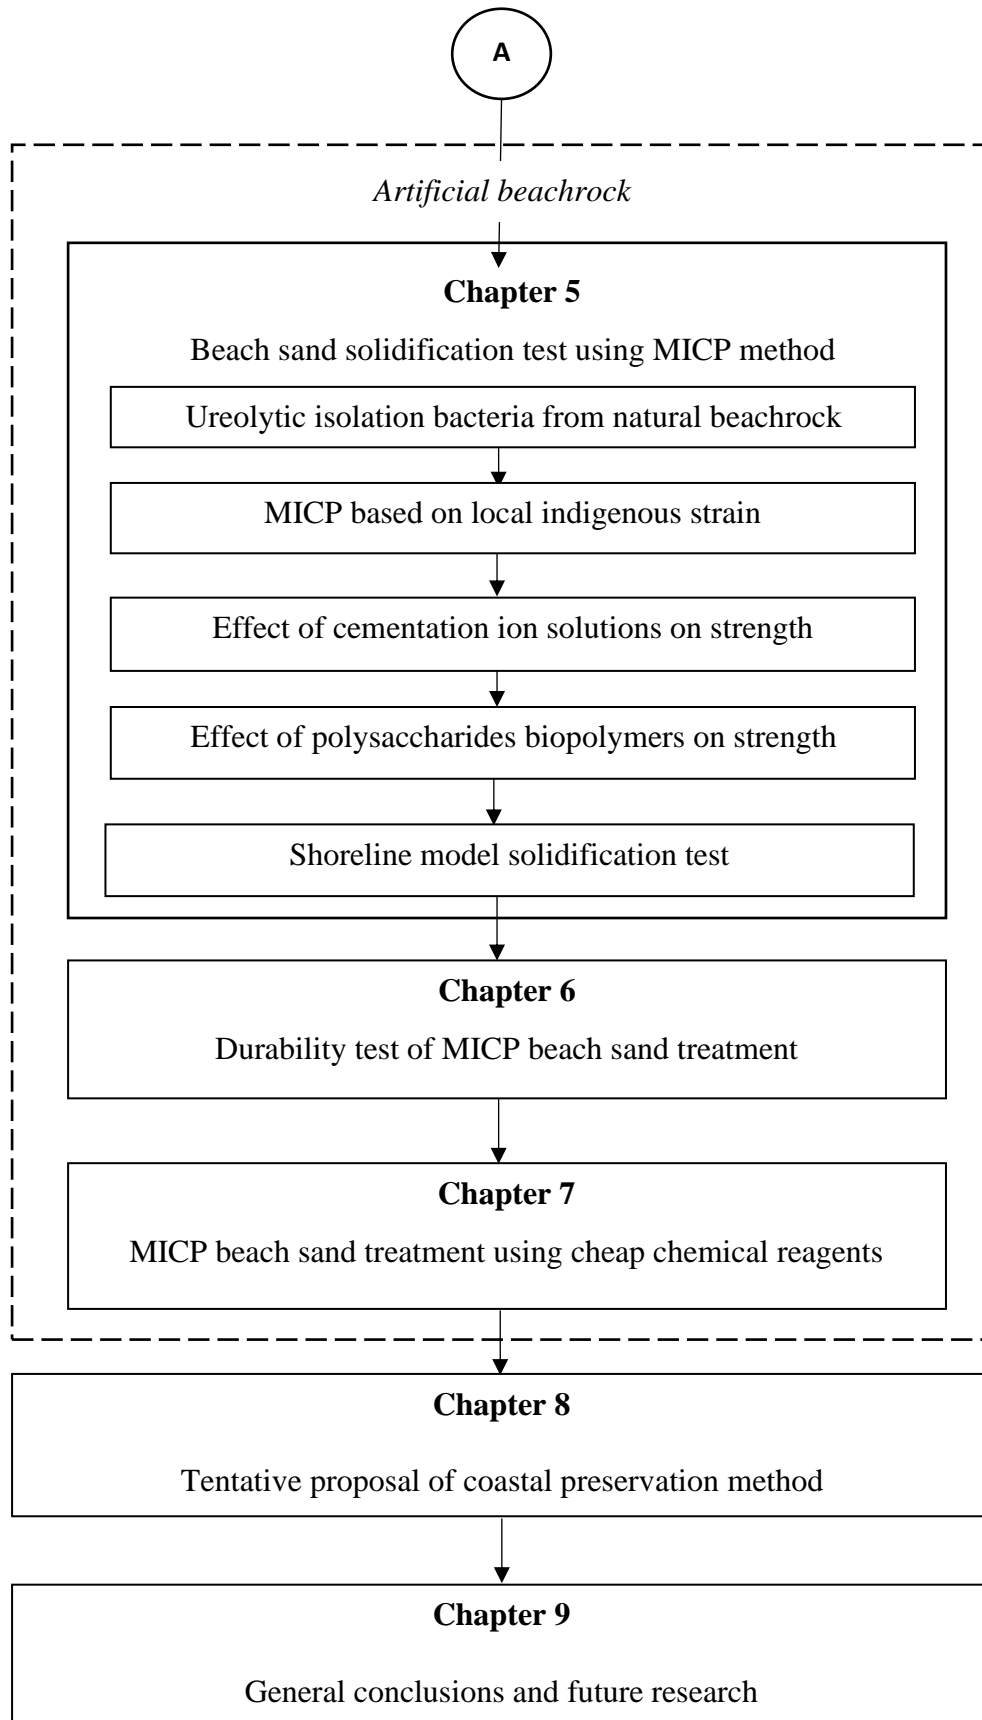 A
Artificial beachrock
Chapter 5
Beach sand solidification test using MICP method
Ureolytic isolation bacteria from natural beachrock
MICP based on local indigenous strain
Effect of cementation ion solutions on strength
Effect of polysaccharides biopolymers on strength
Shoreline model solidification test
Chapter 6
Durability test of MICP beach sand treatment
Chapter 7
MICP beach sand treatment using cheap chemical reagents
Chapter 8
Tentative proposal of coastal preservation method
Chapter 9
General conclusions and future research